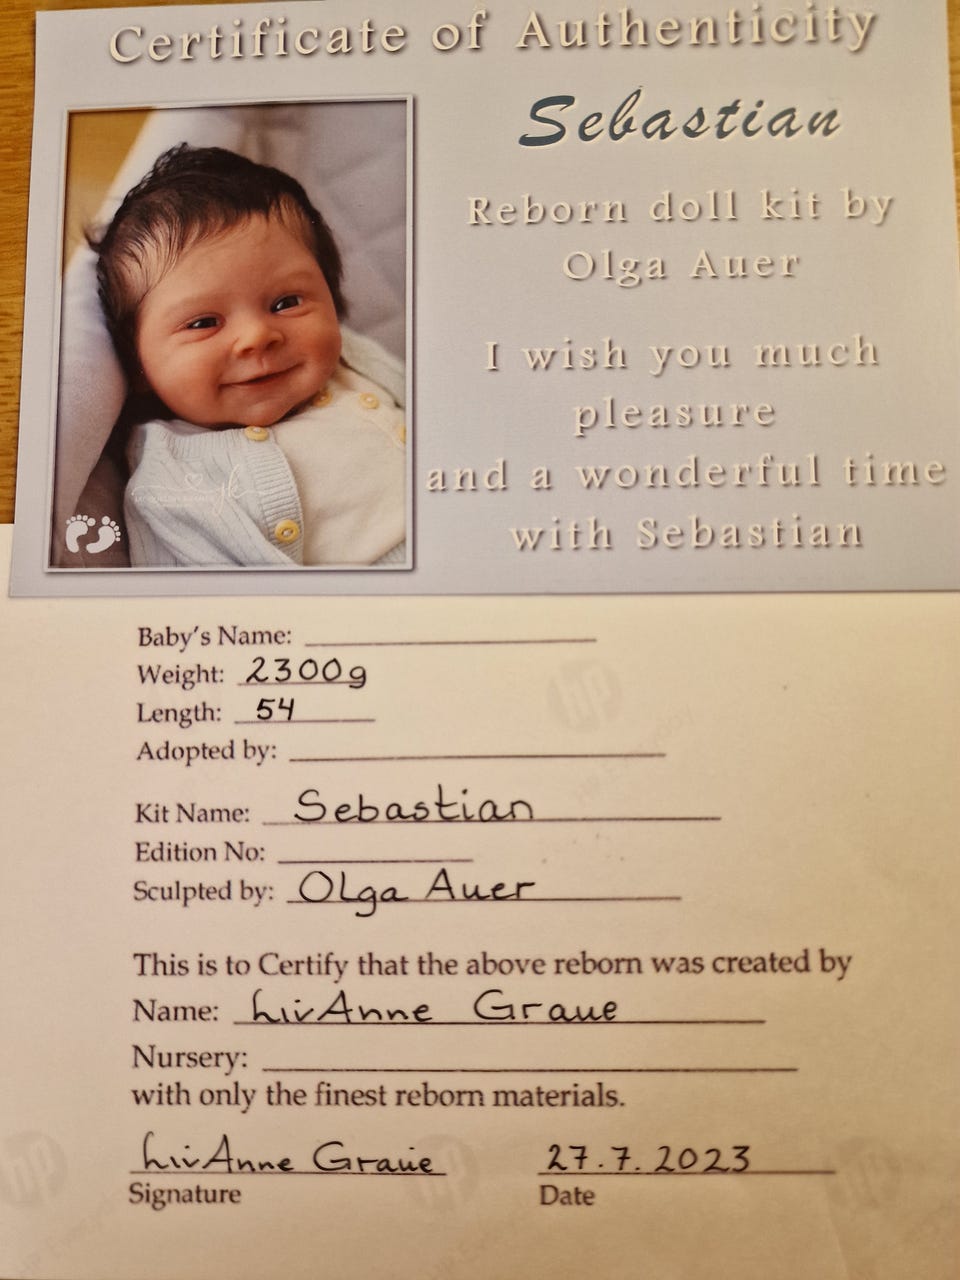 Certificate of Authenticity
Sebastian
Reborn doll kit by
Olga Auer
I wish you much
pleasure
and a wonderful time
with Sebastian
Baby's Name:
Weight: 2300g
Length: 54
Adopted by:
Kit Name: Sebastian
Edition No:
Sculpted by: OLga Auer
This is to Certify that the above reborn was created by
Name: LivAnne Graue
Nursery:
with only the finest reborn materials.
LivAnne Graue 27.7.2023
Signature Date